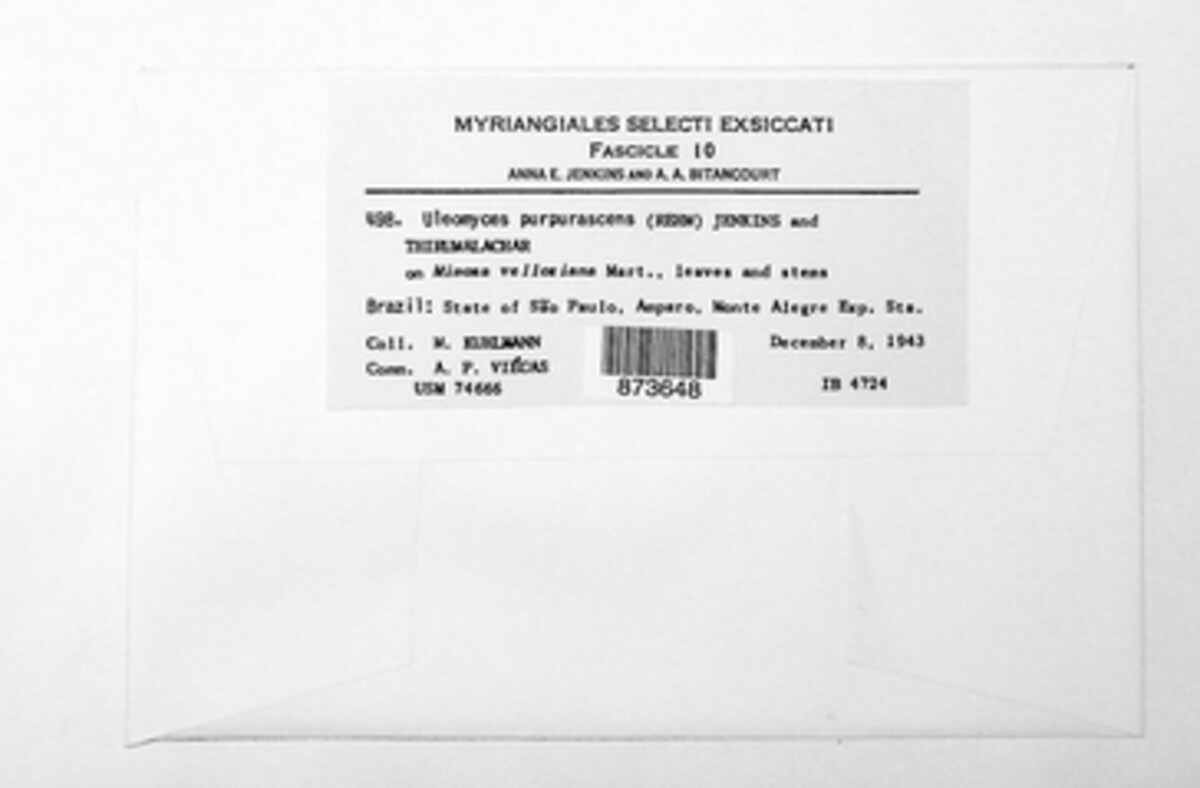 MYRIANGIALES SELECTI EXSICCATI
FASCICLE 10
ANNA E. JENKINS AND A. A. BITANCOURT
498. Uleomyces purpurascens (REHM) JENKINS and
THIRUMALACHAR
on Mimosa velloziana Mart., leaves and stems
Brazil: State of São Paulo, Amparo, Monte Alegre Exp. Sta.
Coll. M. KUHLMANN December 8, 1943
Comm. A. P. VIÉGAS
USM 74666 IB 4724
873648